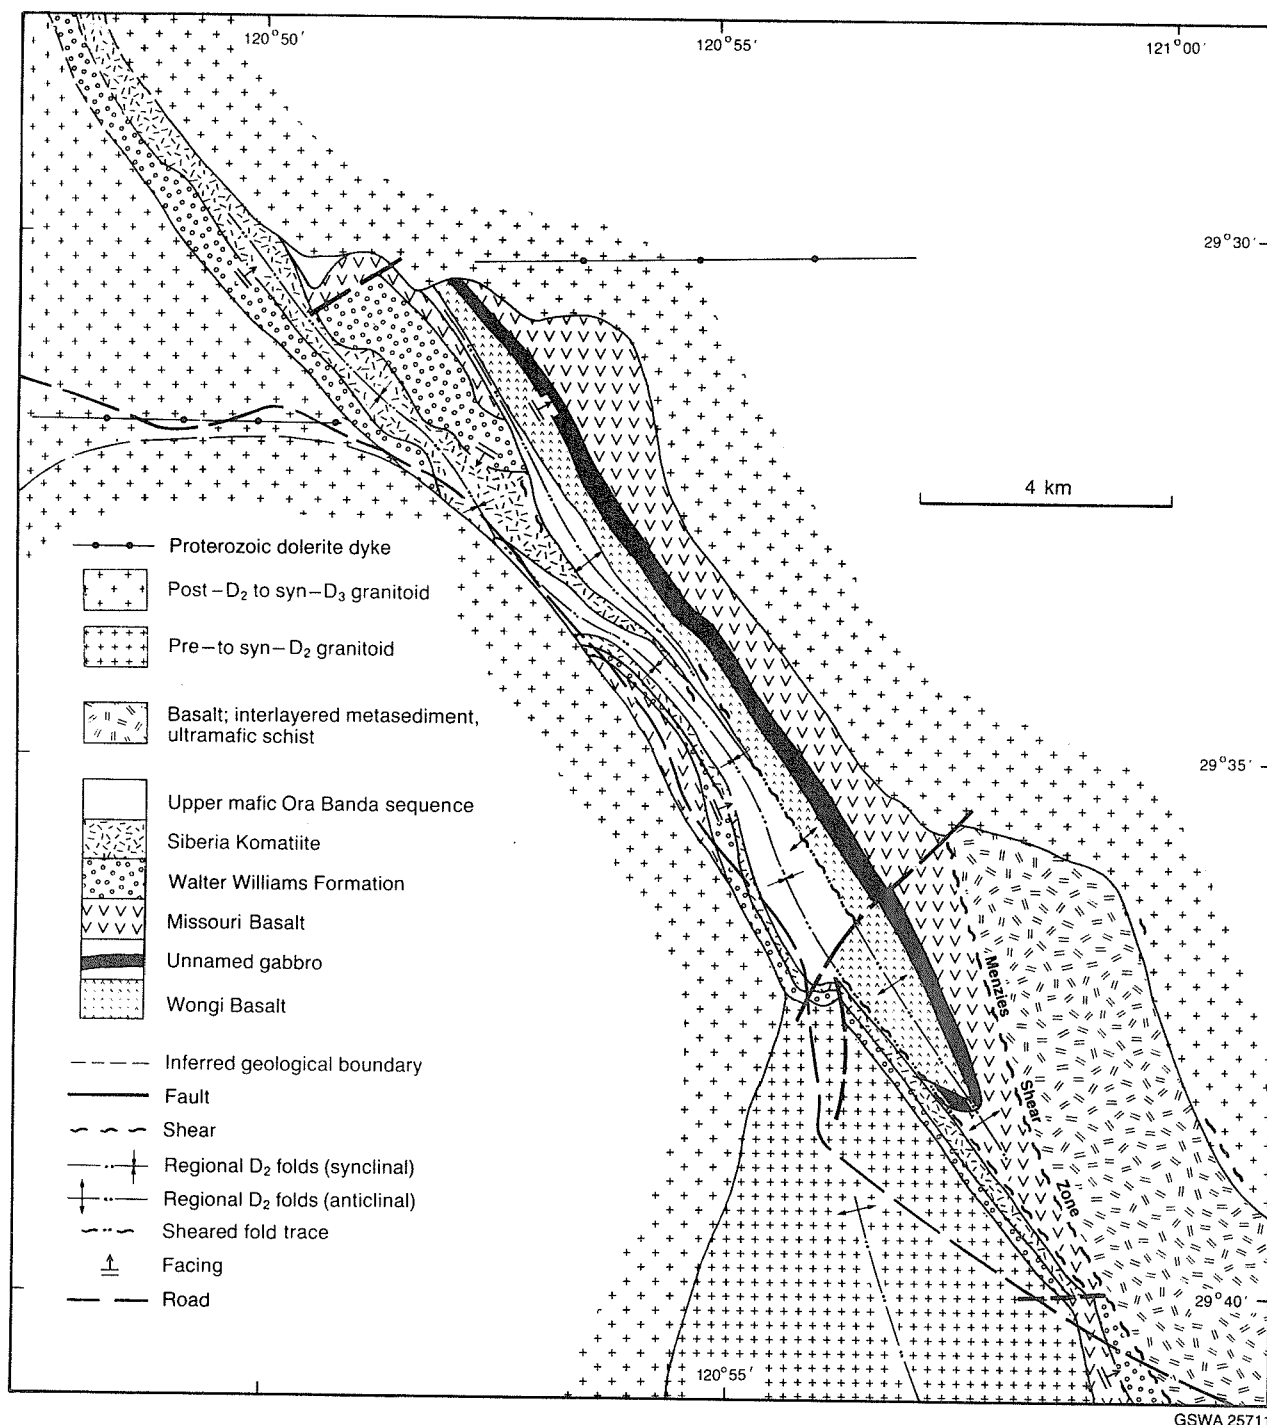 120°50′
120°55′
121°00′
29°30′
4 km
Proterozoic dolerite dyke
Post–D₂ to syn–D₃ granitoid
Pre–to syn–D₂ granitoid
Basalt; interlayered metasediment,
ultramafic schist
29°35′
Upper mafic Ora Banda sequence
Siberia Komatiite
Walter Williams Formation
Missouri Basalt
Unnamed gabbro
Wongi Basalt
Menzies Shear Zone
Inferred geological boundary
Fault
Shear
Regional D₂ folds (synclinal)
Regional D₂ folds (anticlinal)
Sheared fold trace
Facing
Road
29°40′
120°55′
GSWA 25711